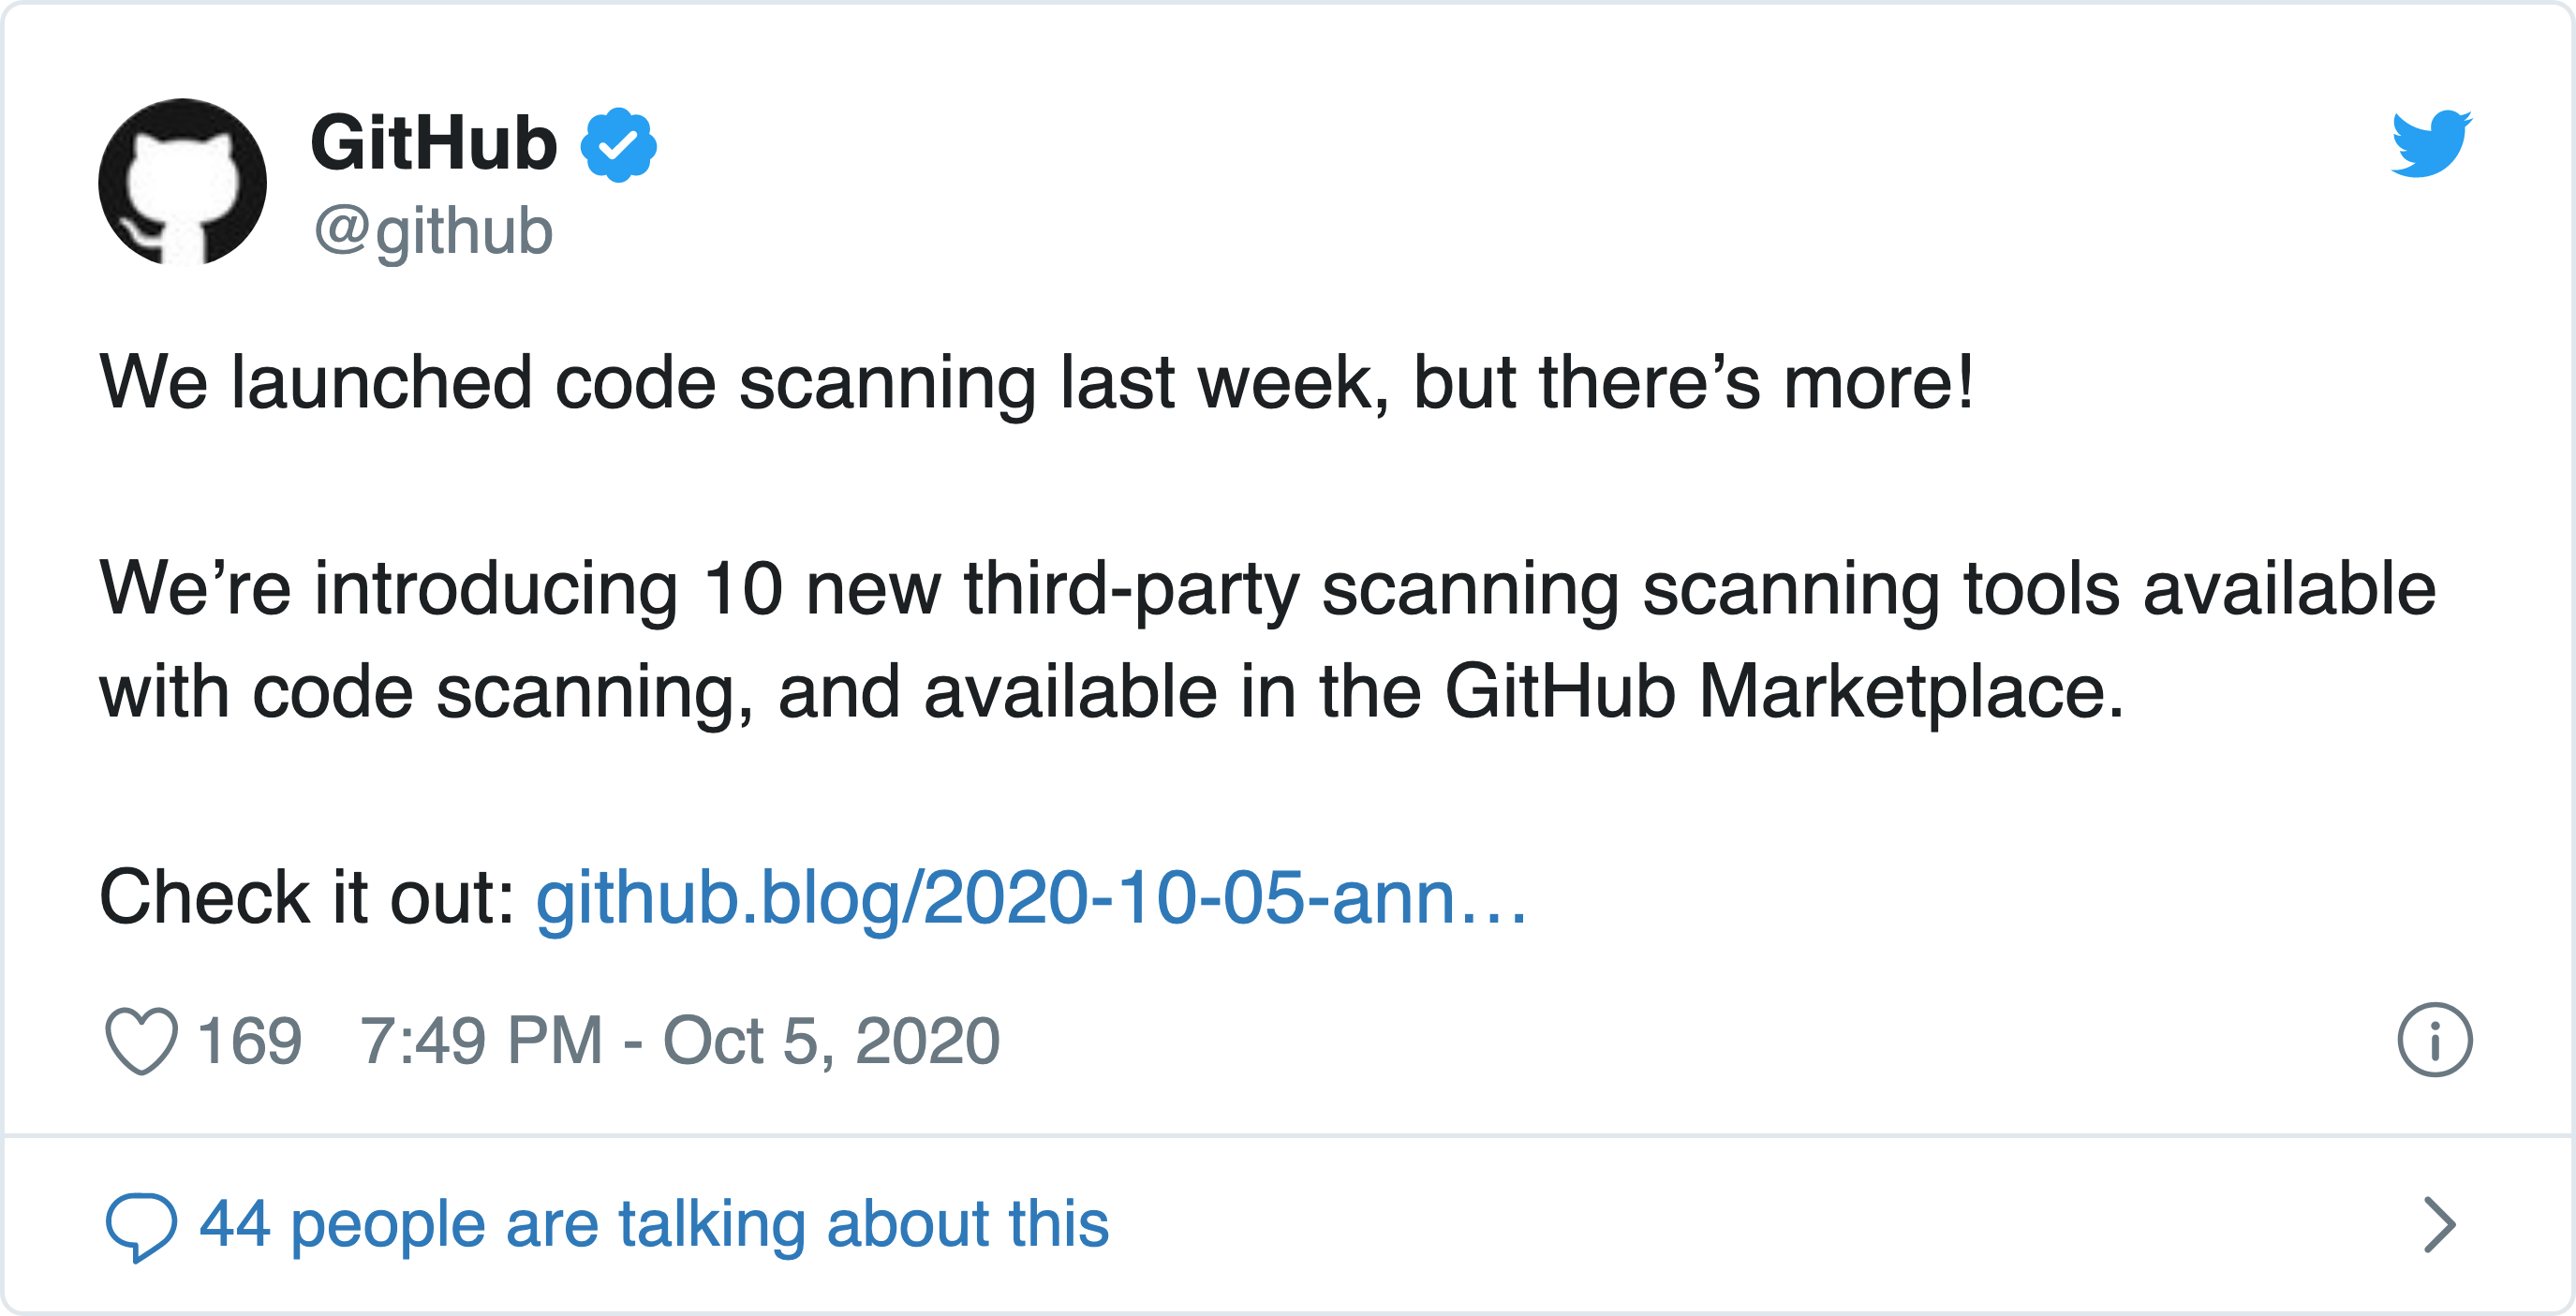 GitHub
@github
We launched code scanning last week, but there’s more!
We’re introducing 10 new third-party scanning scanning tools available
with code scanning, and available in the GitHub Marketplace.
Check it out: github.blog/2020-10-05-ann…
169 7:49 PM - Oct 5, 2020
44 people are talking about this